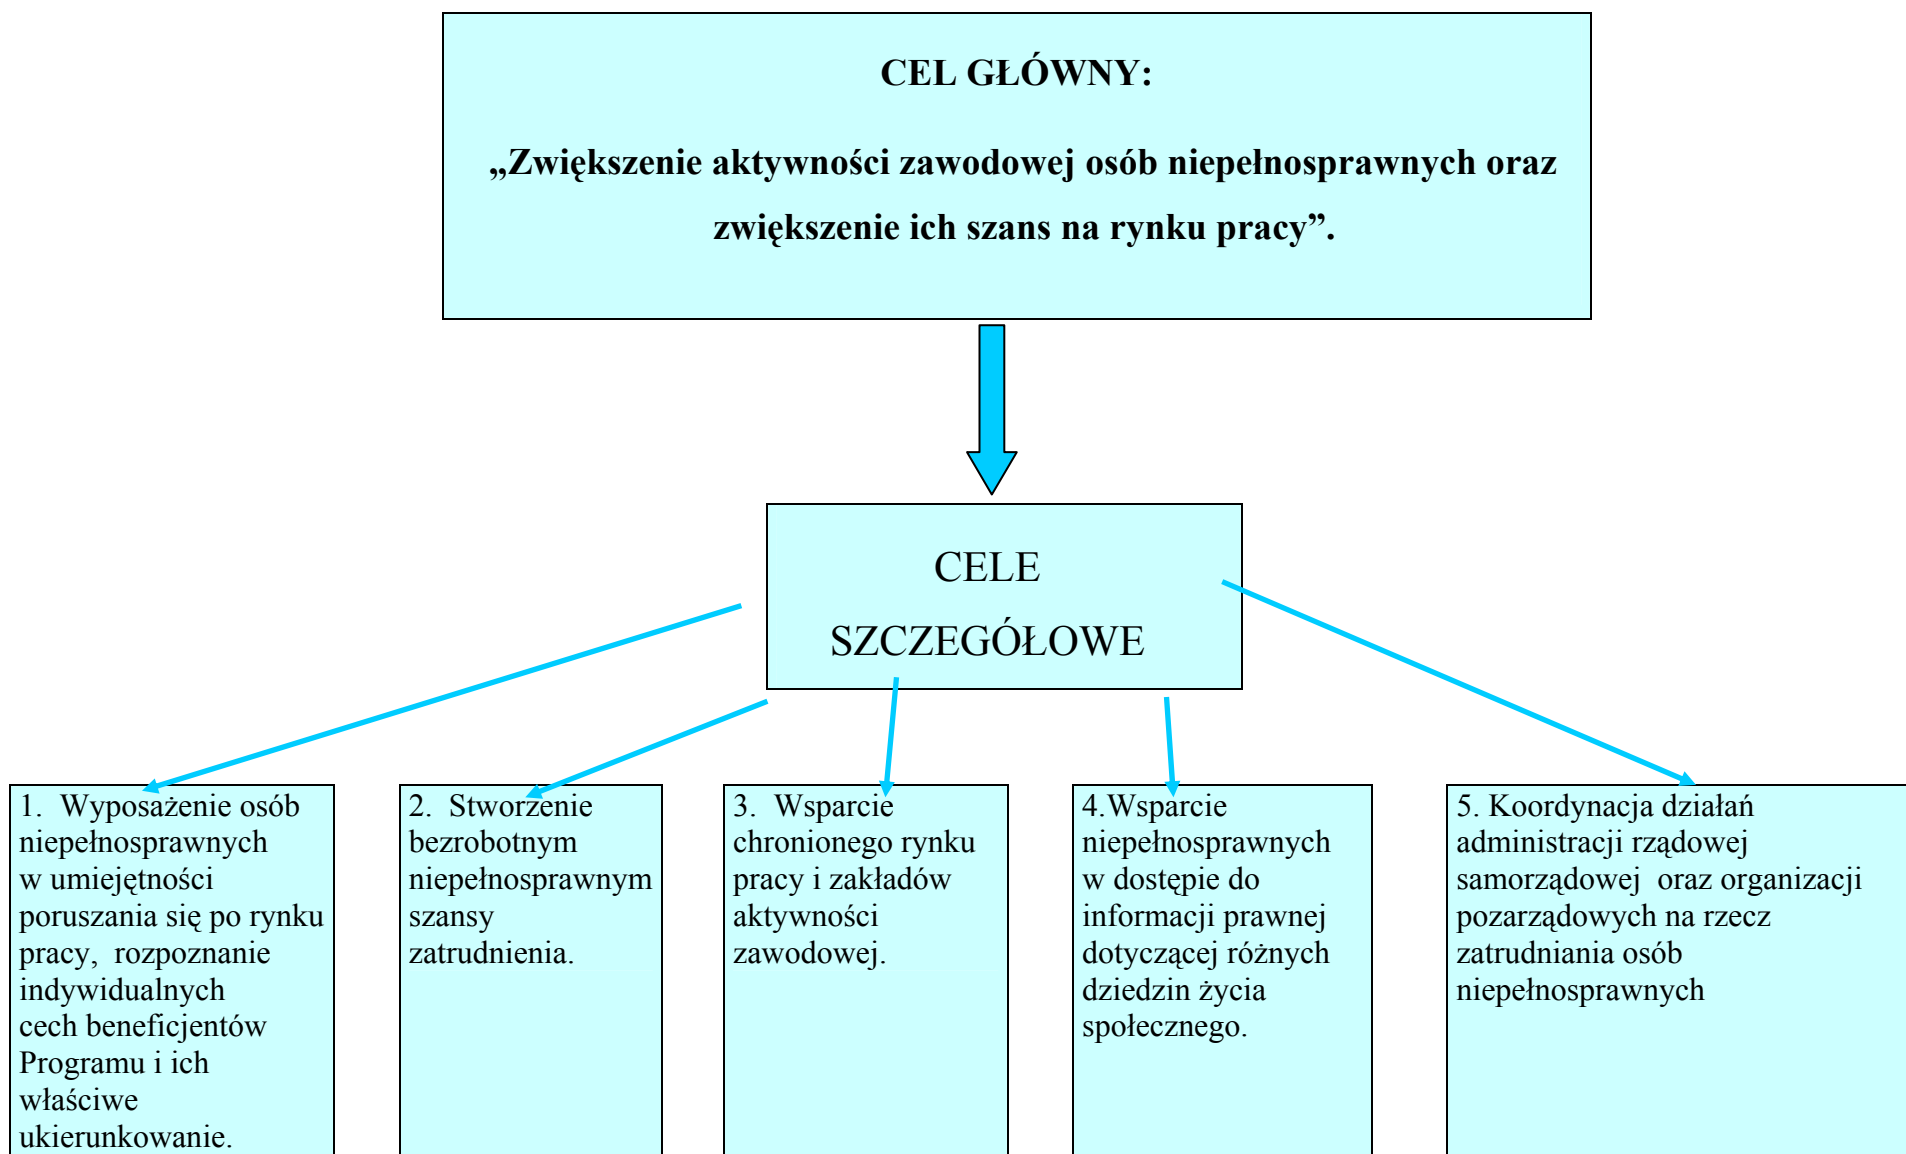 CEL GŁÓWNY:
„Zwiększenie aktywności zawodowej osób niepełnosprawnych oraz
zwiększenie ich szans na rynku pracy”.
CELE
SZCZEGÓŁOWE
1. Wyposażenie osób
niepełnosprawnych
w umiejętności
poruszania się po rynku
pracy, rozpoznanie
indywidualnych
cech beneficjentów
Programu i ich
właściwe
ukierunkowanie.
2. Stworzenie
bezrobotnym
niepełnosprawnym
szansy
zatrudnienia.
3. Wsparcie
chronionego rynku
pracy i zakładów
aktywności
zawodowej.
4.Wsparcie
niepełnosprawnych
w dostępie do
informacji prawnej
dotyczącej różnych
dziedzin życia
społecznego.
5. Koordynacja działań
administracji rządowej
samorządowej oraz organizacji
pozarządowych na rzecz
zatrudniania osób
niepełnosprawnych